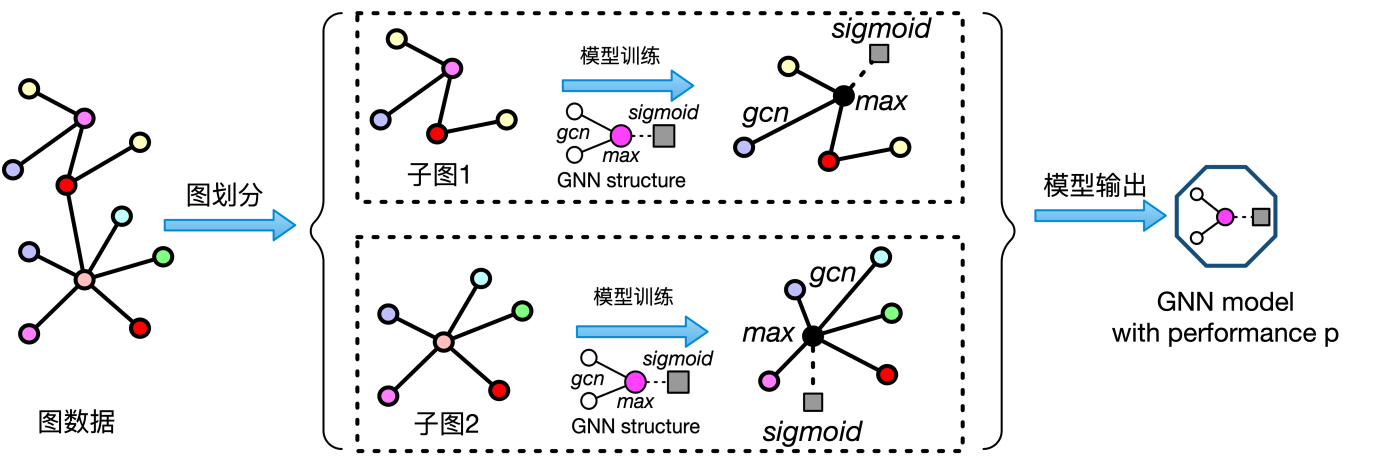 图数据
图划分
子图1
模型训练
gcn
sigmoid
max
GNN structure
sigmoid
gcn
max
子图2
模型训练
gcn
sigmoid
max
GNN structure
gcn
max
sigmoid
模型输出
GNN model
with performance p